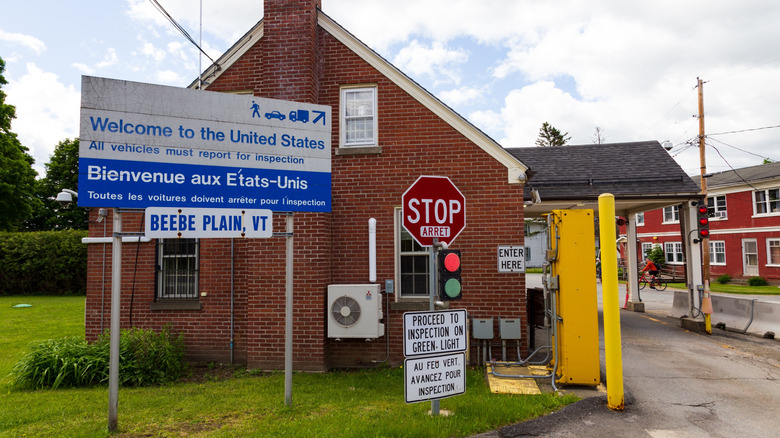 Welcome to the United States
All vehicles must report for inspection
Bienvenue aux États-Unis
Toutes les voitures doivent arrêter pour l'inspection
BEEBE PLAIN, VT
STOP
ARRET
ENTER
HERE
PROCEED TO
INSPECTION ON
GREEN-LIGHT
AU FEU VERT,
AVANCEZ POUR
INSPECTION